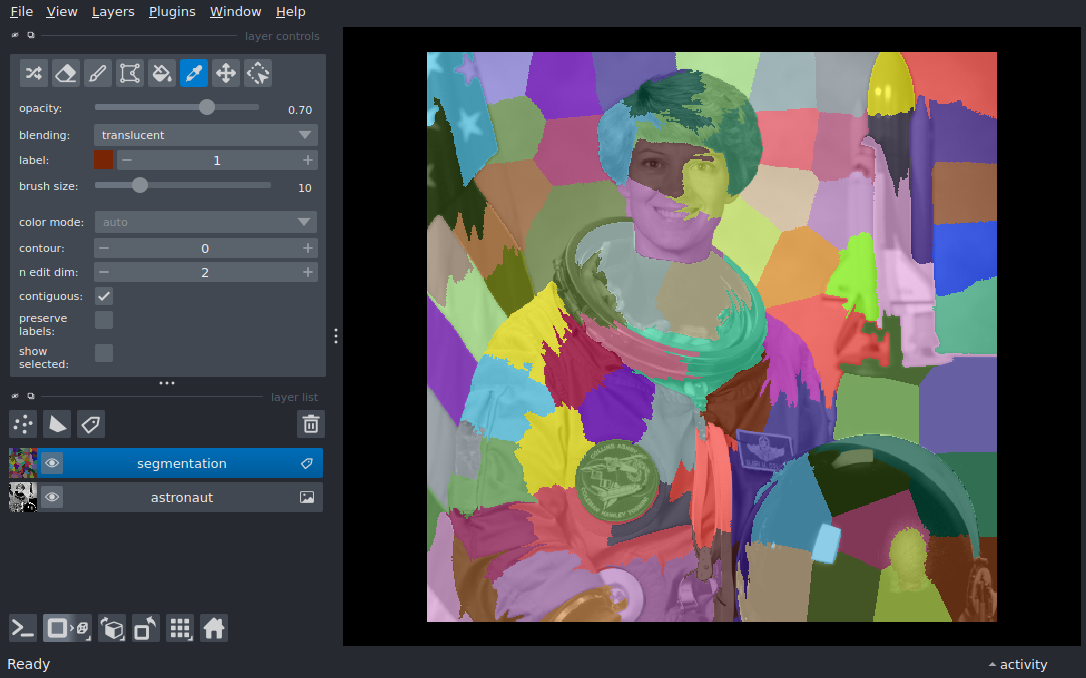 File View Layers Plugins Window Help
layer controls
opacity: 0.70
blending: translucent
label: 1
brush size: 10
color mode: auto
contour: 0
n edit dim: 2
contiguous:
preserve
labels:
show
selected:
layer list
segmentation
astronaut
Ready
activity